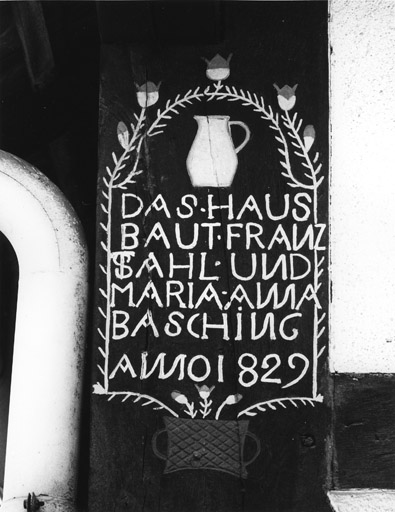 DAS·HAUS
BAUT·FRANZ
SAHL·UND
MARIA·ANNA
BASCHING
ANNO 1829